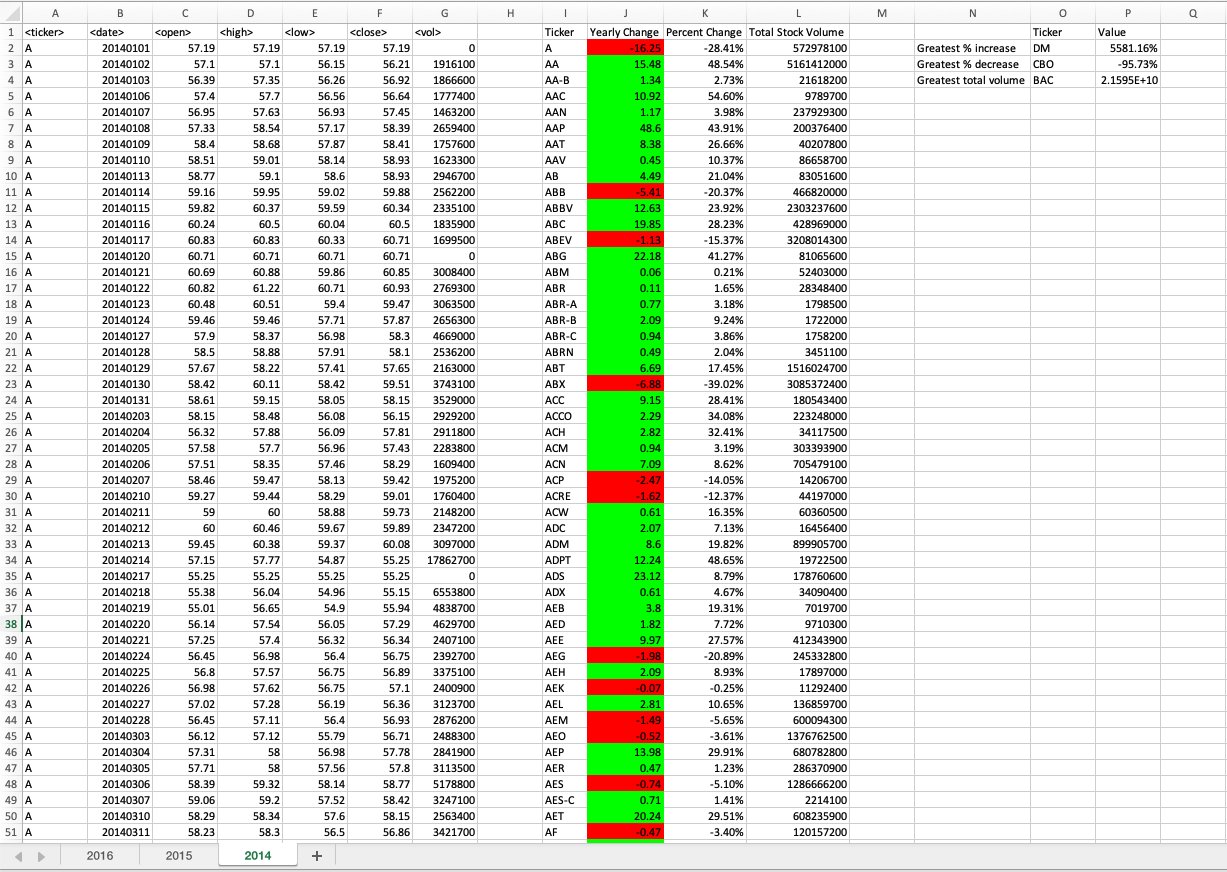 A B C D E F G H I J K L M N O P Q
1 <ticker> <date> <open> <high> <low> <close> <vol> Ticker Yearly Change Percent Change Total Stock Volume Ticker Value
2 A 20140101 57.19 57.19 57.19 57.19 0 A -16.25 -28.41% 572978100 Greatest % increase DM 5581.16%
3 A 20140102 57.1 57.1 56.15 56.21 1916100 AA 15.48 48.54% 5161412000 Greatest % decrease CBO -95.73%
4 A 20140103 56.39 57.35 56.26 56.92 1866600 AA-B 1.34 2.73% 21618200 Greatest total volume BAC 2.1595E+10
5 A 20140106 57.4 57.7 56.56 56.64 1777400 AAC 10.92 54.60% 9789700
6 A 20140107 56.95 57.63 56.93 57.45 1463200 AAN 1.17 3.98% 237929300
7 A 20140108 57.33 58.54 57.17 58.39 2659400 AAP 48.6 43.91% 200376400
8 A 20140109 58.4 58.68 57.87 58.41 1757600 AAT 8.38 26.66% 40207800
9 A 20140110 58.51 59.01 58.14 58.93 1623300 AAV 0.45 10.37% 86658700
10 A 20140113 58.77 59.1 58.6 58.93 2946700 AB 4.49 21.04% 83051600
11 A 20140114 59.16 59.95 59.02 59.88 2562200 ABB -5.41 -20.37% 466820000
12 A 20140115 59.82 60.37 59.59 60.34 2335100 ABBV 12.63 23.92% 2303237600
13 A 20140116 60.24 60.5 60.04 60.5 1835900 ABC 19.85 28.23% 428969000
14 A 20140117 60.83 60.83 60.33 60.71 1699500 ABEV -1.13 -15.37% 3208014300
15 A 20140120 60.71 60.71 60.71 60.71 0 ABG 22.18 41.27% 81065600
16 A 20140121 60.69 60.88 59.86 60.85 3008400 ABM 0.06 0.21% 52403000
17 A 20140122 60.82 61.22 60.71 60.93 2769300 ABR 0.11 1.65% 28348400
18 A 20140123 60.48 60.51 59.4 59.47 3063500 ABR-A 0.77 3.18% 1798500
19 A 20140124 59.46 59.46 57.71 57.87 2656300 ABR-B 2.09 9.24% 1722000
20 A 20140127 57.9 58.37 56.98 58.3 4669000 ABR-C 0.94 3.86% 1758200
21 A 20140128 58.5 58.88 57.91 58.1 2536200 ABRN 0.49 2.04% 3451100
22 A 20140129 57.67 58.22 57.41 57.65 2163000 ABT 6.69 17.45% 1516024700
23 A 20140130 58.42 60.11 58.42 59.51 3743100 ABX -6.88 -39.02% 3085372400
24 A 20140131 58.61 59.15 58.05 58.15 3529000 ACC 9.15 28.41% 180543400
25 A 20140203 58.15 58.48 56.08 56.15 2929200 ACCO 2.29 34.08% 223248000
26 A 20140204 56.32 57.88 56.09 57.81 2911800 ACH 2.82 32.41% 34117500
27 A 20140205 57.58 57.7 56.96 57.43 2283800 ACM 0.94 3.19% 303393900
28 A 20140206 57.51 58.35 57.46 58.29 1609400 ACN 7.09 8.62% 705479100
29 A 20140207 58.46 59.47 58.13 59.42 1975200 ACP -2.47 -14.05% 14206700
30 A 20140210 59.27 59.44 58.29 59.01 1760400 ACRE -1.62 -12.37% 44197000
31 A 20140211 59 60 58.88 59.73 2148200 ACW 0.61 16.35% 60360500
32 A 20140212 60 60.46 59.67 59.89 2347200 ADC 2.07 7.13% 16456400
33 A 20140213 59.45 60.38 59.37 60.08 3097000 ADM 8.6 19.82% 899905700
34 A 20140214 57.15 57.77 54.87 55.25 17862700 ADPT 12.24 48.65% 19722500
35 A 20140217 55.25 55.25 55.25 55.25 0 ADS 23.12 8.79% 178760600
36 A 20140218 55.38 56.04 54.96 55.15 6553800 ADX 0.61 4.67% 34090400
37 A 20140219 55.01 56.65 54.9 55.94 4838700 AEB 3.8 19.31% 7019700
38 A 20140220 56.14 57.54 56.05 57.29 4629700 AED 1.82 7.72% 9710300
39 A 20140221 57.25 57.4 56.32 56.34 2407100 AEE 9.97 27.57% 412343900
40 A 20140224 56.45 56.98 56.4 56.75 2392700 AEG -1.98 -20.89% 245332800
41 A 20140225 56.8 57.57 56.75 56.89 3375100 AEH 2.09 8.93% 17897000
42 A 20140226 56.98 57.62 56.75 57.1 2400900 AEK -0.07 -0.25% 11292400
43 A 20140227 57.02 57.28 56.19 56.36 3123700 AEL 2.81 10.65% 136859700
44 A 20140228 56.45 57.11 56.4 56.93 2876200 AEM -1.49 -5.65% 600094300
45 A 20140303 56.12 57.12 55.79 56.71 2488300 AEO -0.52 -3.61% 1376762500
46 A 20140304 57.31 58 56.98 57.78 2841900 AEP 13.98 29.91% 680782800
47 A 20140305 57.71 58 57.56 57.8 3113500 AER 0.47 1.23% 286370900
48 A 20140306 58.39 59.32 58.14 58.77 5178800 AES -0.74 -5.10% 1286666200
49 A 20140307 59.06 59.2 57.52 58.42 3247100 AES-C 0.71 1.41% 2214100
50 A 20140310 58.29 58.34 57.6 58.15 2563400 AET 20.24 29.51% 608235900
51 A 20140311 58.23 58.3 56.5 56.86 3421700 AF -0.47 -3.40% 120157200
2016 2015 2014 +